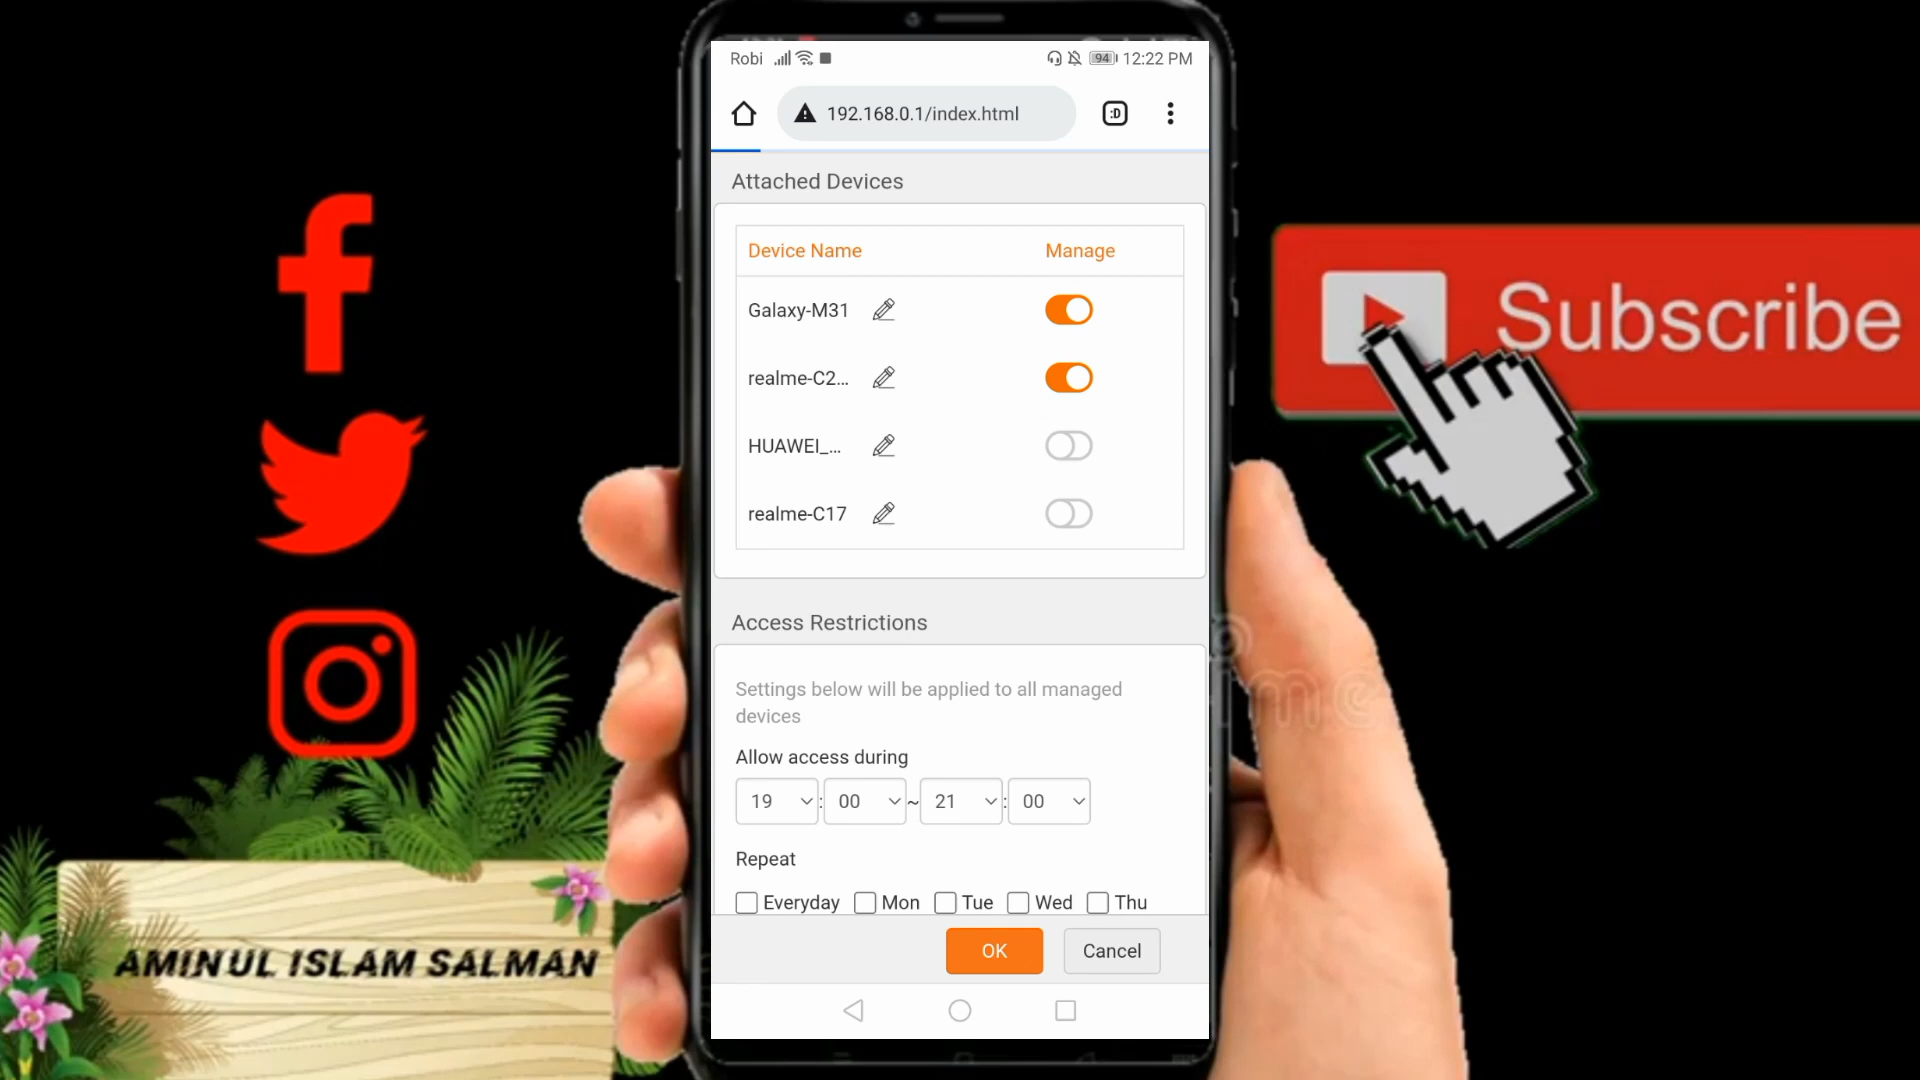 Robi 94 12:22 PM
192.168.0.1/index.html :D
Attached Devices
Device Name Manage
Galaxy-M31
realme-C2...
HUAWEI_...
realme-C17
Access Restrictions
Settings below will be applied to all managed
devices
Allow access during
19 : 00 ~ 21 : 00
Repeat
Everyday Mon Tue Wed Thu
OK Cancel
Subscribe
AMINUL ISLAM SALMAN